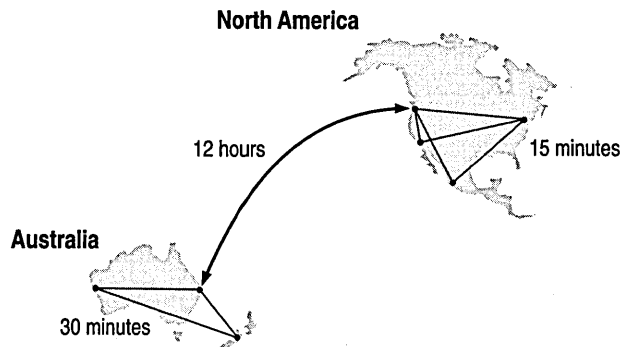 North America
12 hours
15 minutes
Australia
30 minutes